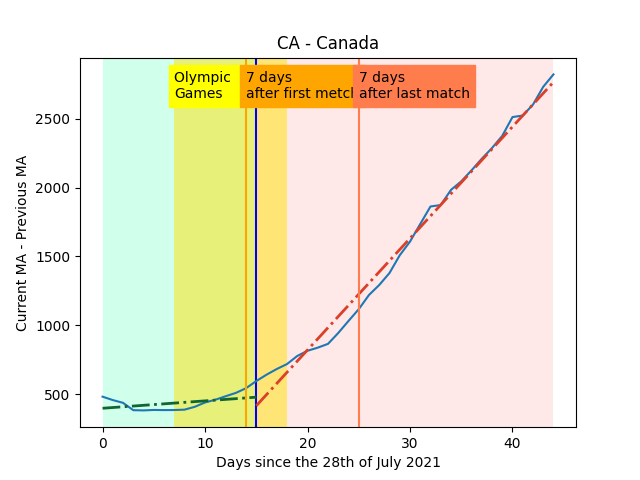 CA - Canada
Olympic
Games
7 days
after first metch
7 days
after last match
Current MA - Previous MA
2500
2000
1500
1000
500
0
10
20
30
40
Days since the 28th of July 2021